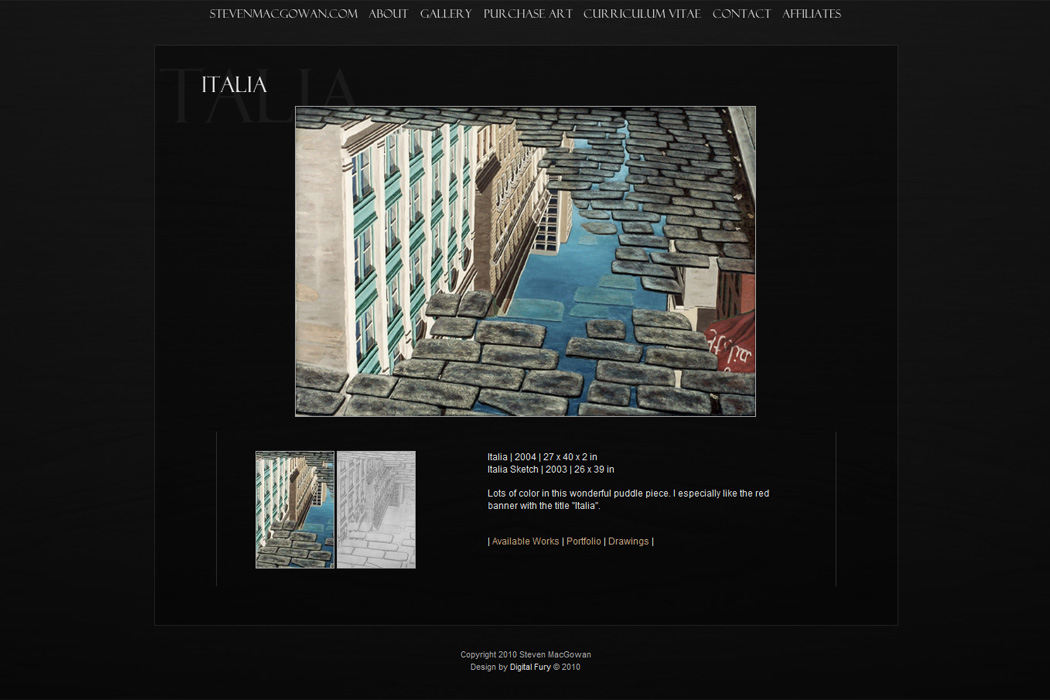 STEVENMACGOWAN.COM ABOUT GALLERY PURCHASE ART CURRICULUM VITAE CONTACT AFFILIATES
ITALIA
ITALIA
Italia | 2004 | 27 x 40 x 2 in
Italia Sketch | 2003 | 26 x 39 in
Lots of color in this wonderful puddle piece. I especially like the red
banner with the title "Italia".
| Available Works | Portfolio | Drawings |
Copyright 2010 Steven MacGowan
Design by Digital Fury © 2010